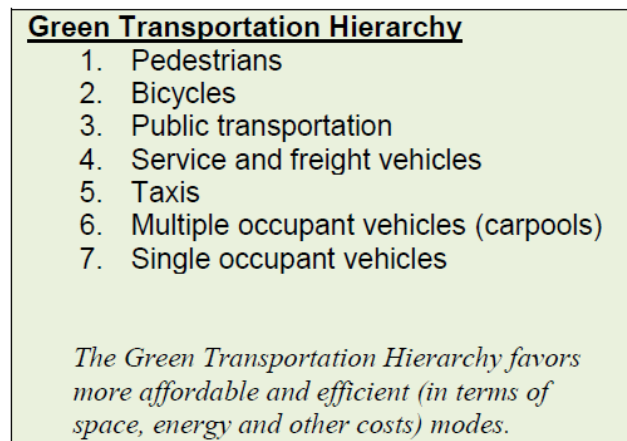 Green Transportation Hierarchy
1. Pedestrians
2. Bicycles
3. Public transportation
4. Service and freight vehicles
5. Taxis
6. Multiple occupant vehicles (carpools)
7. Single occupant vehicles
The Green Transportation Hierarchy favors
more affordable and efficient (in terms of
space, energy and other costs) modes.